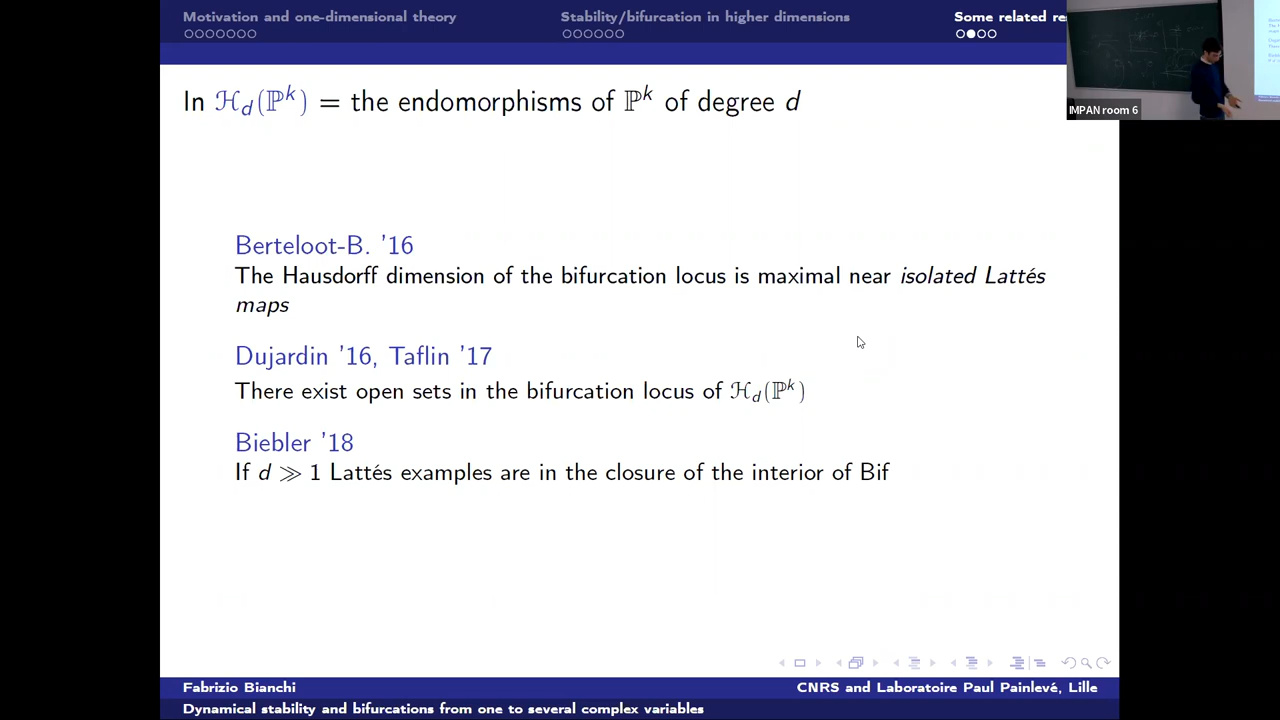 Motivation and one-dimensional theory
Stability/bifurcation in higher dimensions
Some related re
IMPAN room 6
In ℋ_d(ℙ^k) = the endomorphisms of ℙ^k of degree d
Berteloot-B. '16
The Hausdorff dimension of the bifurcation locus is maximal near isolated Lattés
maps
Dujardin '16, Taflin '17
There exist open sets in the bifurcation locus of ℋ_d(ℙ^k)
Biebler '18
If d ≫ 1 Lattés examples are in the closure of the interior of Bif
Fabrizio Bianchi
CNRS and Laboratoire Paul Painlevé, Lille
Dynamical stability and bifurcations from one to several complex variables